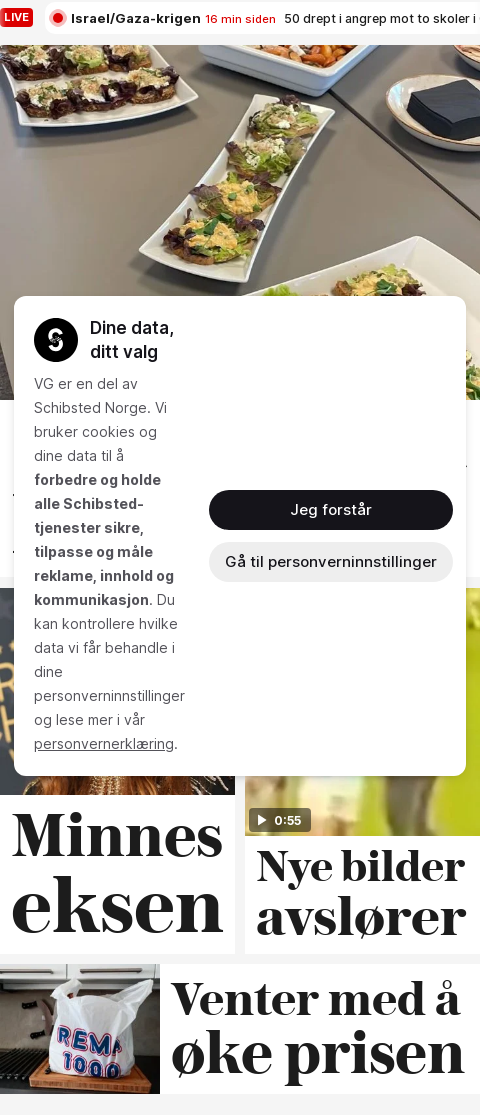 LIVE
Israel/Gaza-krigen 16 min siden 50 drept i angrep mot to skoler i
Dine data,
ditt valg
VG er en del av
Schibsted Norge. Vi
bruker cookies og
dine data til å
forbedre og holde
alle Schibsted-
tjenester sikre,
tilpasse og måle
reklame, innhold og
kommunikasjon. Du
kan kontrollere hvilke
data vi får behandle i
dine
personverninnstillinger
og lese mer i vår
personvernerklæring.
Jeg forstår
Gå til personverninnstillinger
0:55
Minnes
eksen
Nye bilder
avslører
REMA
1000
Venter med å
øke prisen